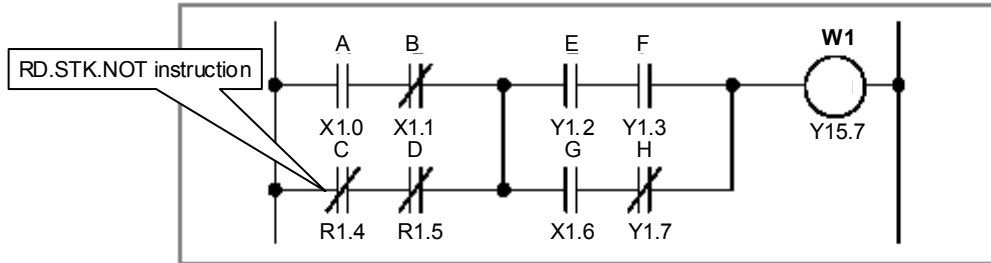 W1
A B E F
RD.STK.NOT instruction
X1.0 X1.1 Y1.2 Y1.3 Y15.7
C D G H
R1.4 R1.5 X1.6 Y1.7